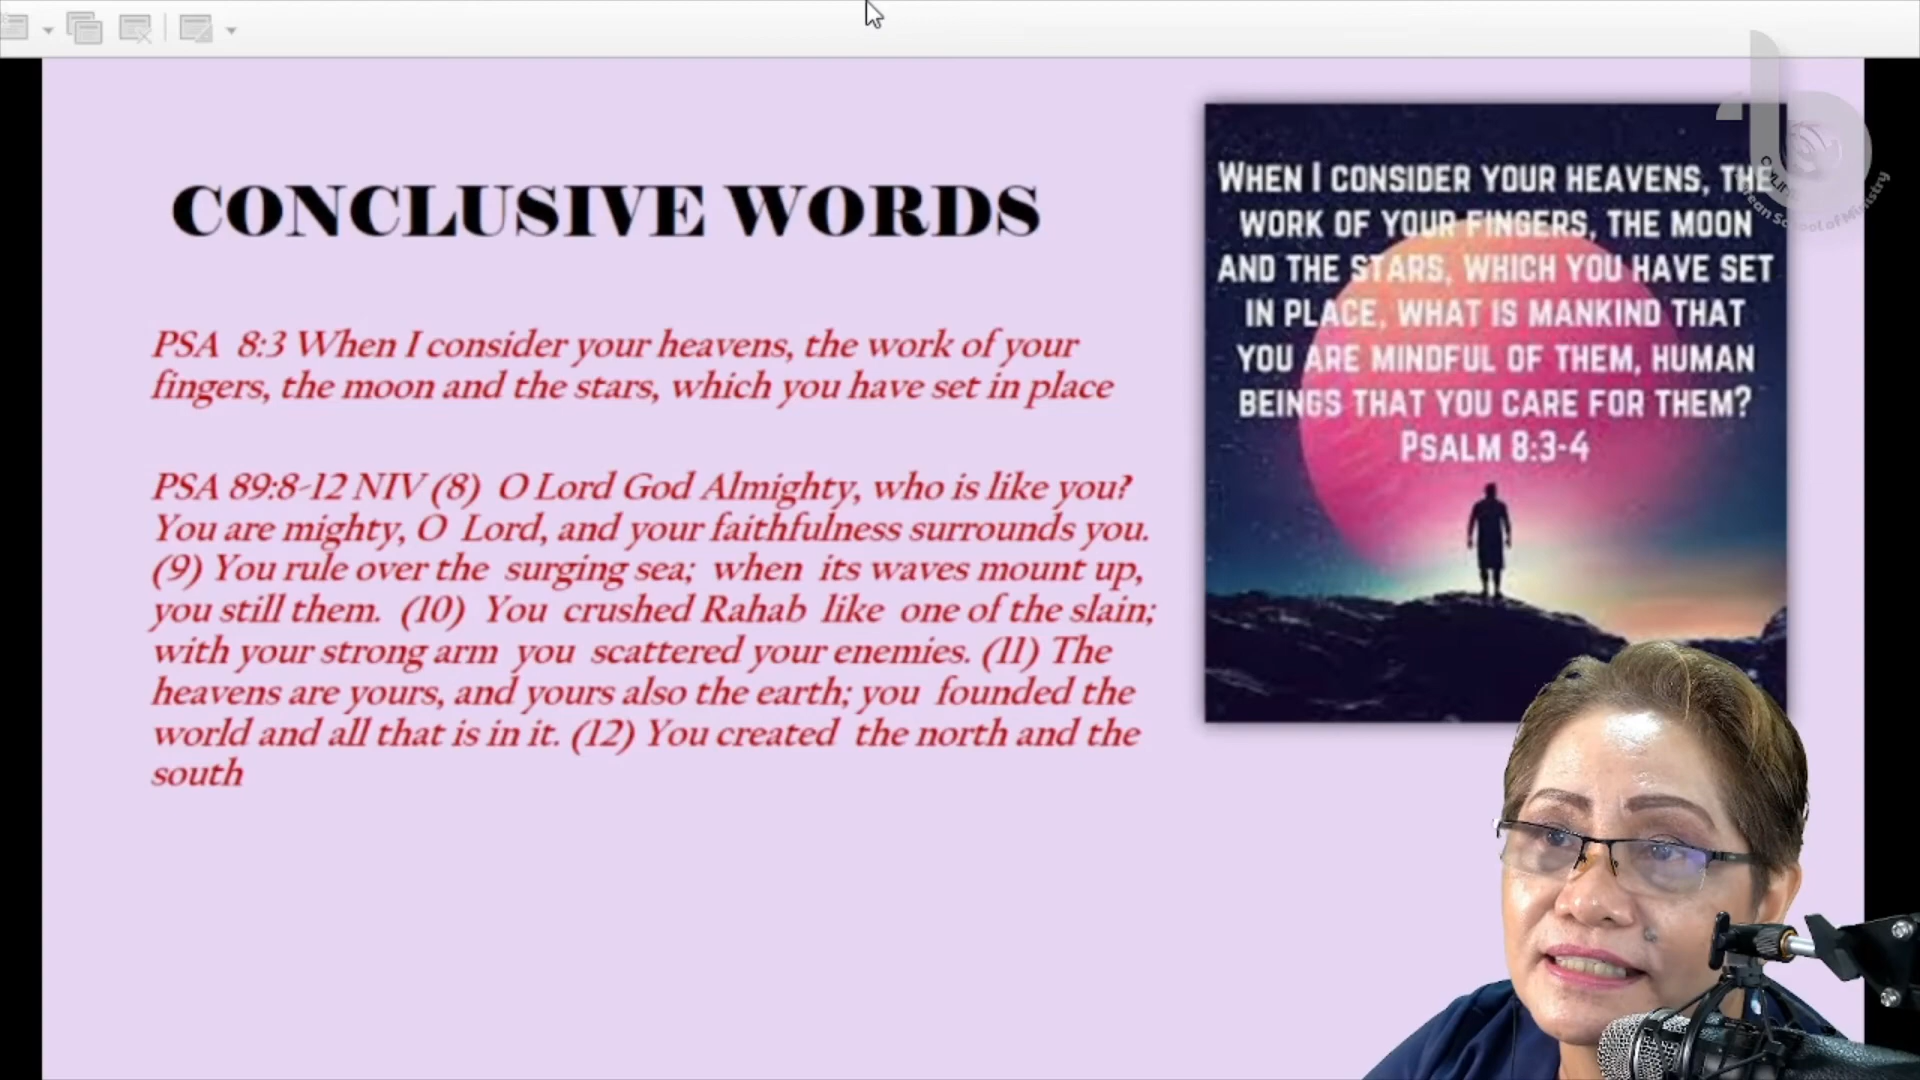 CONCLUSIVE WORDS
PSA 8:3 When I consider your heavens, the work of your
fingers, the moon and the stars, which you have set in place
PSA 89:8-12 NIV (8) O Lord God Almighty, who is like you?
You are mighty, O Lord, and your faithfulness surrounds you.
(9) You rule over the surging sea; when its waves mount up,
you still them. (10) You crushed Rahab like one of the slain;
with your strong arm you scattered your enemies. (11) The
heavens are yours, and yours also the earth; you founded the
world and all that is in it. (12) You created the north and the
south
WHEN I CONSIDER YOUR HEAVENS, THE
WORK OF YOUR FINGERS, THE MOON
AND THE STARS, WHICH YOU HAVE SET
IN PLACE, WHAT IS MANKIND THAT
YOU ARE MINDFUL OF THEM, HUMAN
BEINGS THAT YOU CARE FOR THEM?
PSALM 8:3-4
School of Ministry